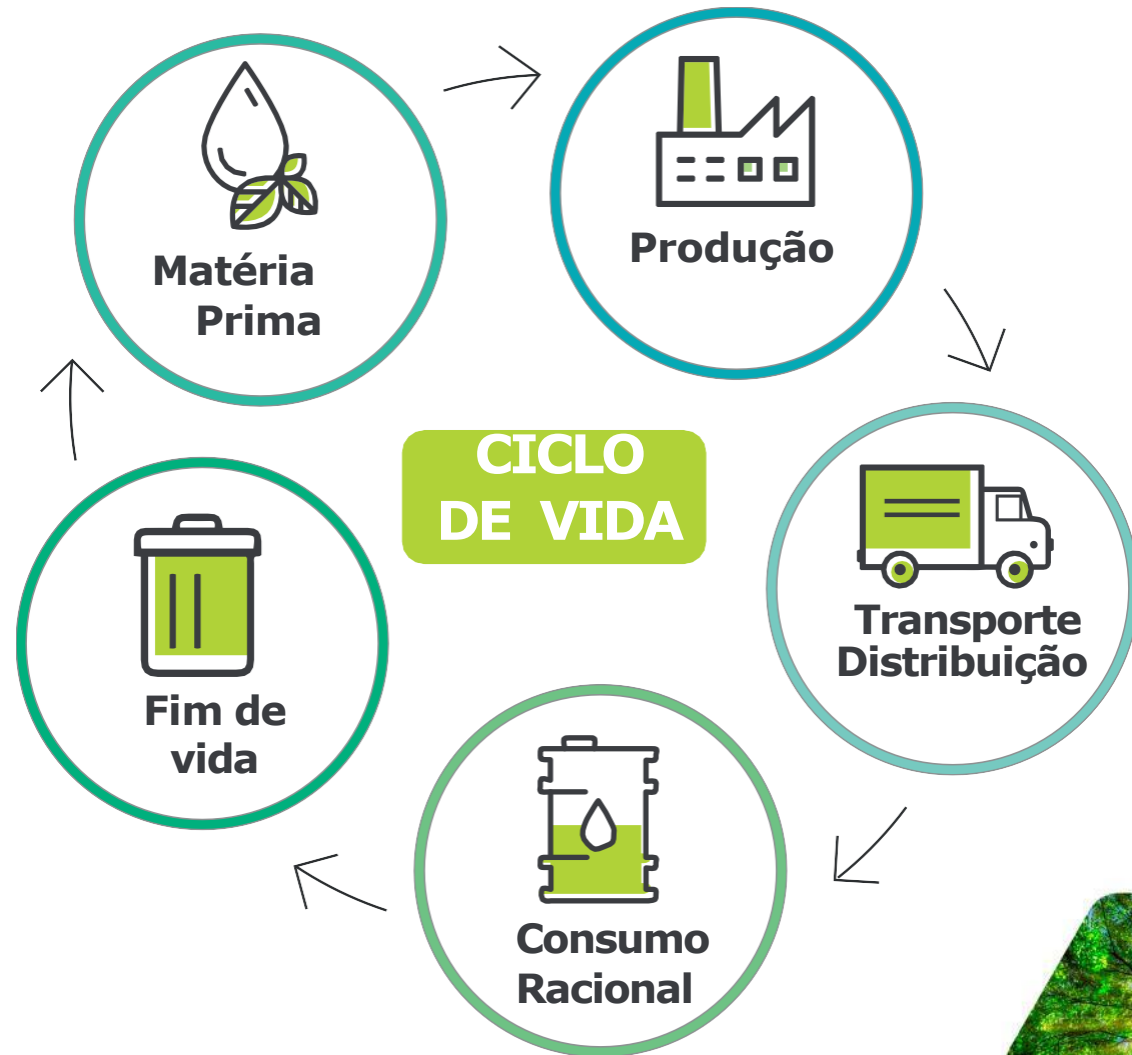 Matéria
Prima
Produção
CICLO
DE VIDA
Transporte
Distribuição
Fim de
vida
Consumo
Racional